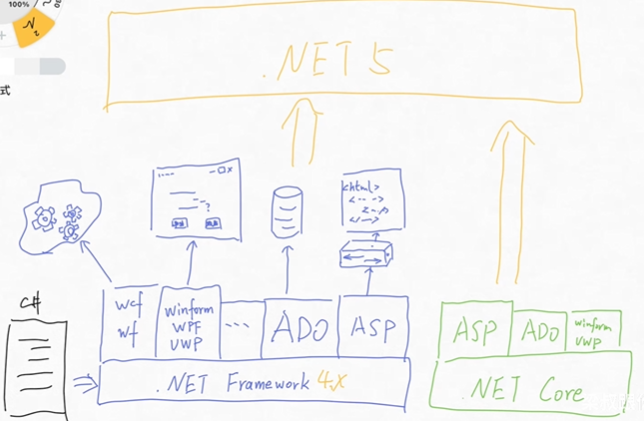 100%
式
.NET 5
<html>
C#
wcf
wf
winform
WPF
UWP
...
ADO
ASP
.NET Framework 4.X
ASP
ADO
winform
UWP
.NET Core